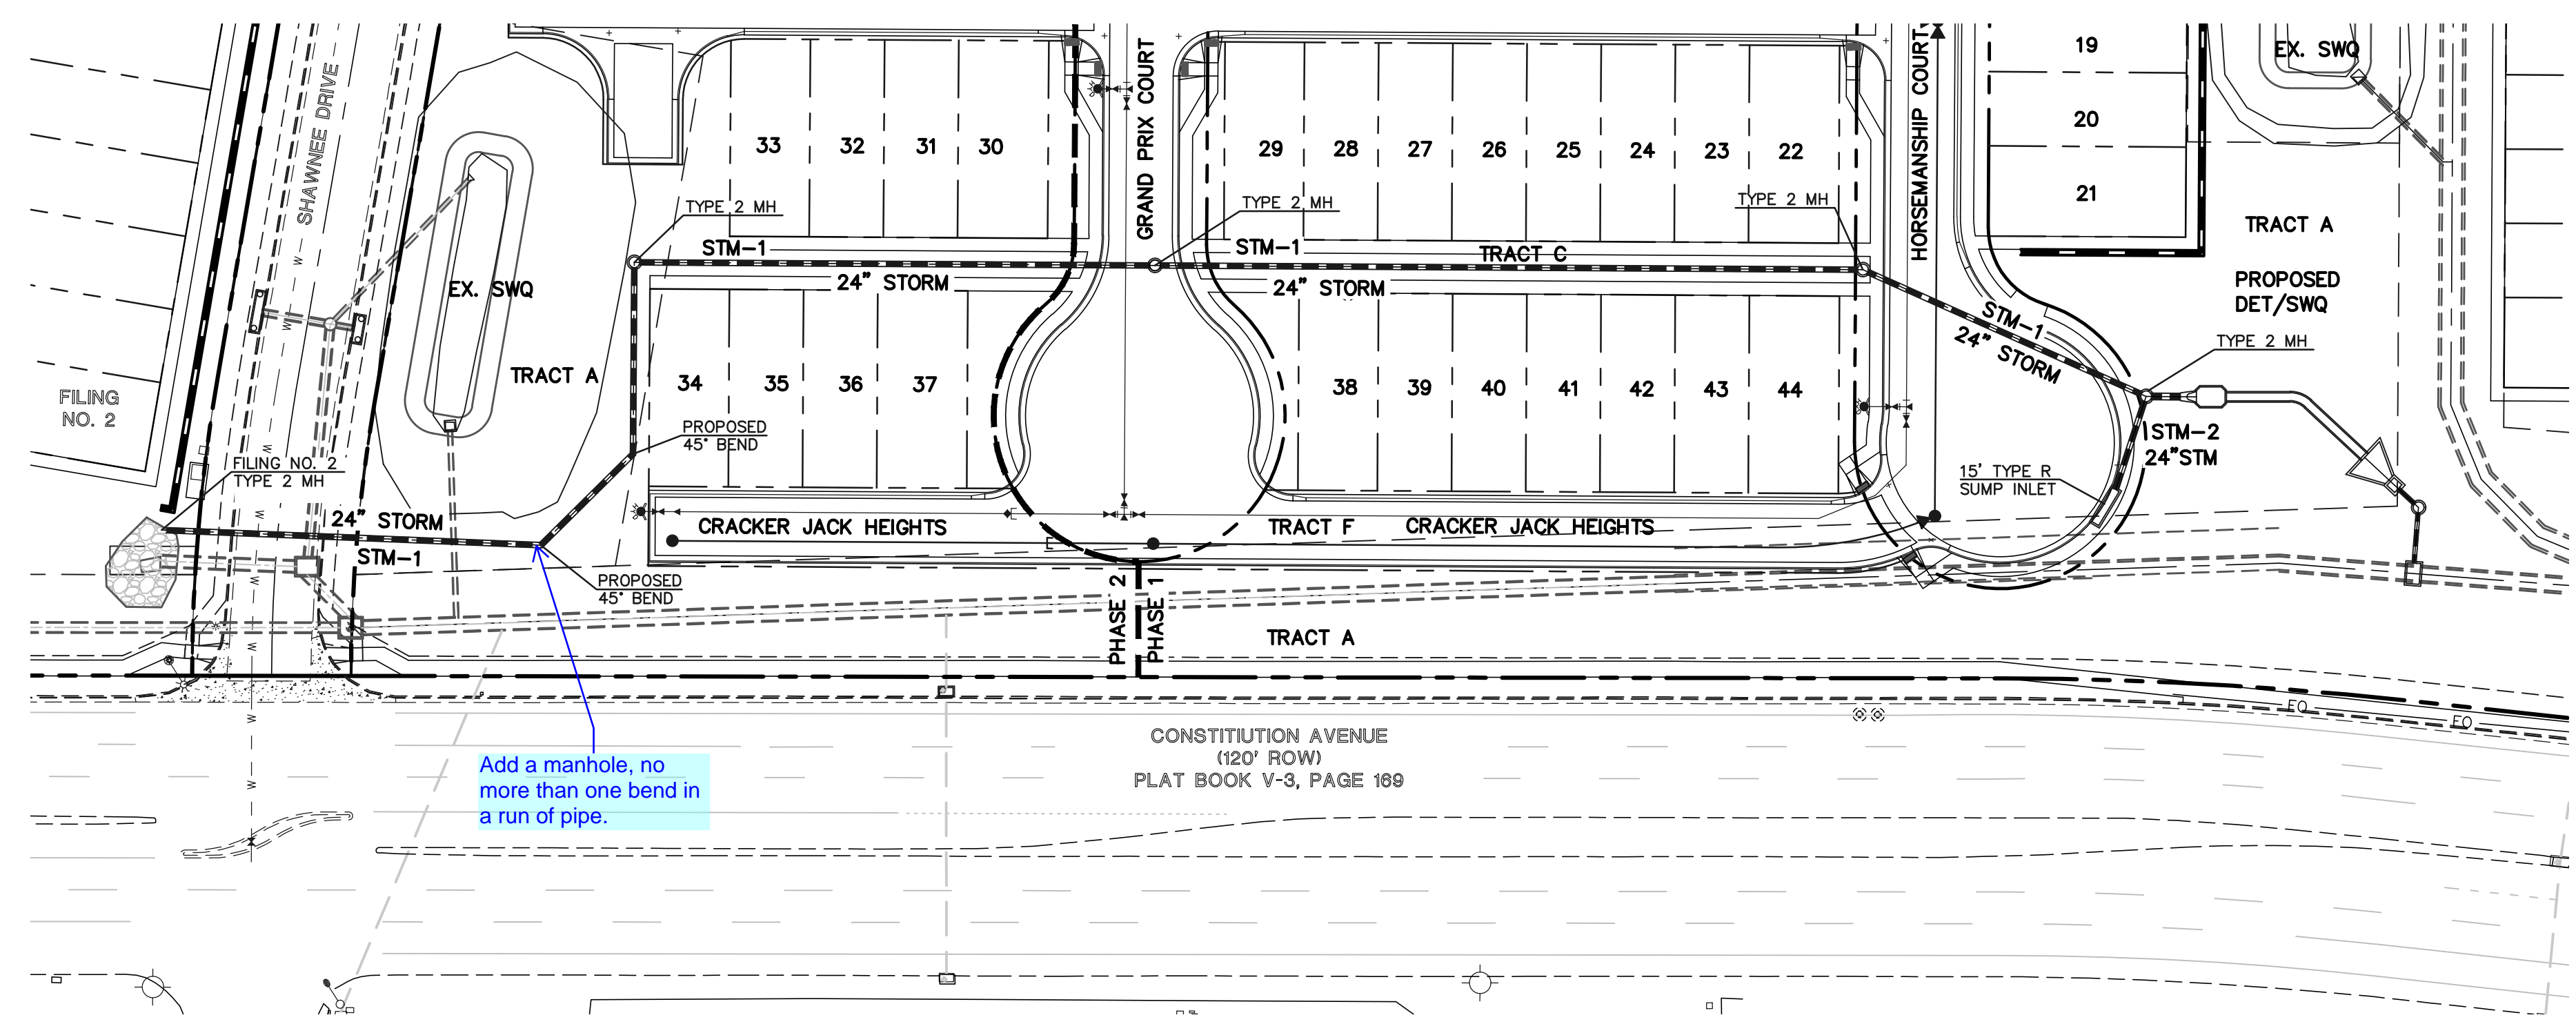 SHAWNEE DRIVE
GRAND PRIX COURT
HORSEMANSHIP COURT
19
20
21
EX. SWQ
33
32
31
30
29
28
27
26
25
24
23
22
TYPE 2 MH
TYPE 2 MH
TYPE 2 MH
TRACT A
STM-1
STM-1
TRACT C
24" STORM
24" STORM
EX. SWQ
PROPOSED
DET/SWQ
STM-1
24" STORM
TYPE 2 MH
TRACT A
34
35
36
37
38
39
40
41
42
43
44
FILING
NO. 2
PROPOSED
45° BEND
STM-2
24"STM
FILING NO. 2
TYPE 2 MH
15' TYPE R
SUMP INLET
24" STORM
STM-1
CRACKER JACK HEIGHTS
TRACT F
CRACKER JACK HEIGHTS
PROPOSED
45° BEND
PHASE 2
PHASE 1
TRACT A
W
W
W
W
W
W
W
W
W
FO
FO
CONSTITIUTION AVENUE
(120' ROW)
PLAT BOOK V-3, PAGE 169
Add a manhole, no
more than one bend in
a run of pipe.